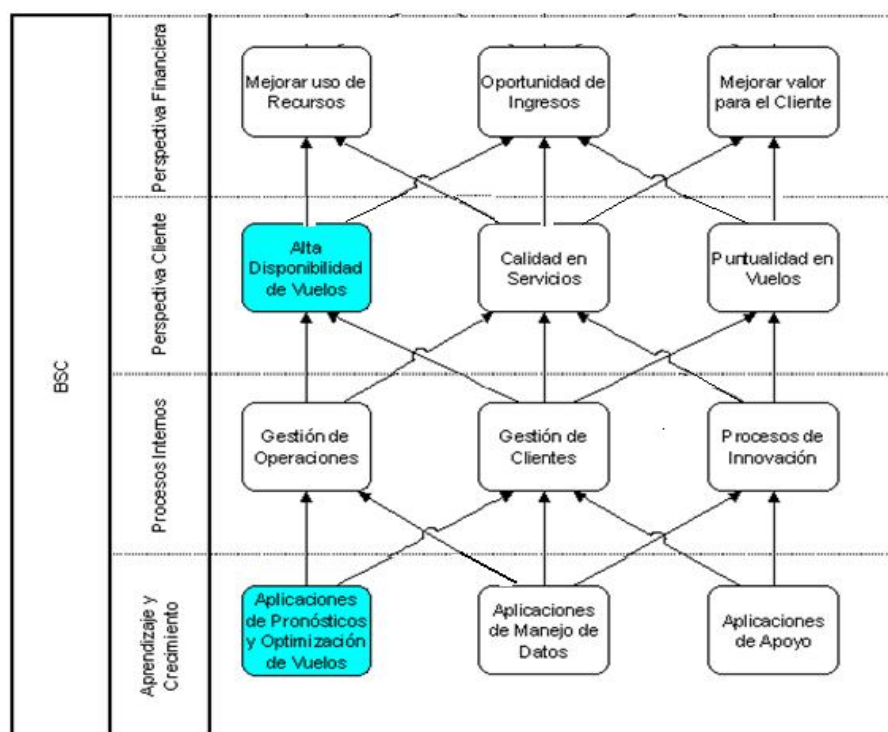 BSC
Perspectiva Financiera
Mejorar uso de
Recursos
Oportunidad de
Ingresos
Mejorar valor
para el Cliente
Perspectiva Cliente
Alta
Disponibilidad
de Vuelos
Calidad en
Servicios
Puntualidad en
Vuelos
Procesos Internos
Gestión de
Operaciones
Gestión de
Clientes
Procesos de
Innovación
Aprendizaje y
Crecimiento
Aplicaciones
de Pronósticos
y Optimización
de Vuelos
Aplicaciones
de Manejo de
Datos
Aplicaciones
de Apoyo